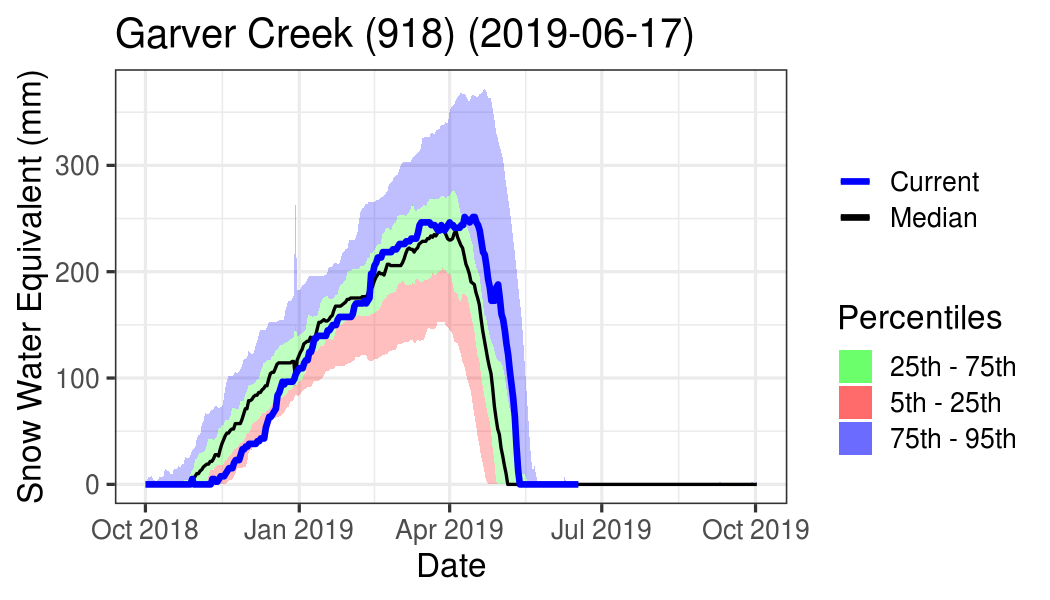 Garver Creek (918) (2019-06-17)
Snow Water Equivalent (mm)
300
200
100
0
Oct 2018
Jan 2019
Apr 2019
Jul 2019
Oct 2019
Date
Current
Median
Percentiles
25th - 75th
5th - 25th
75th - 95th